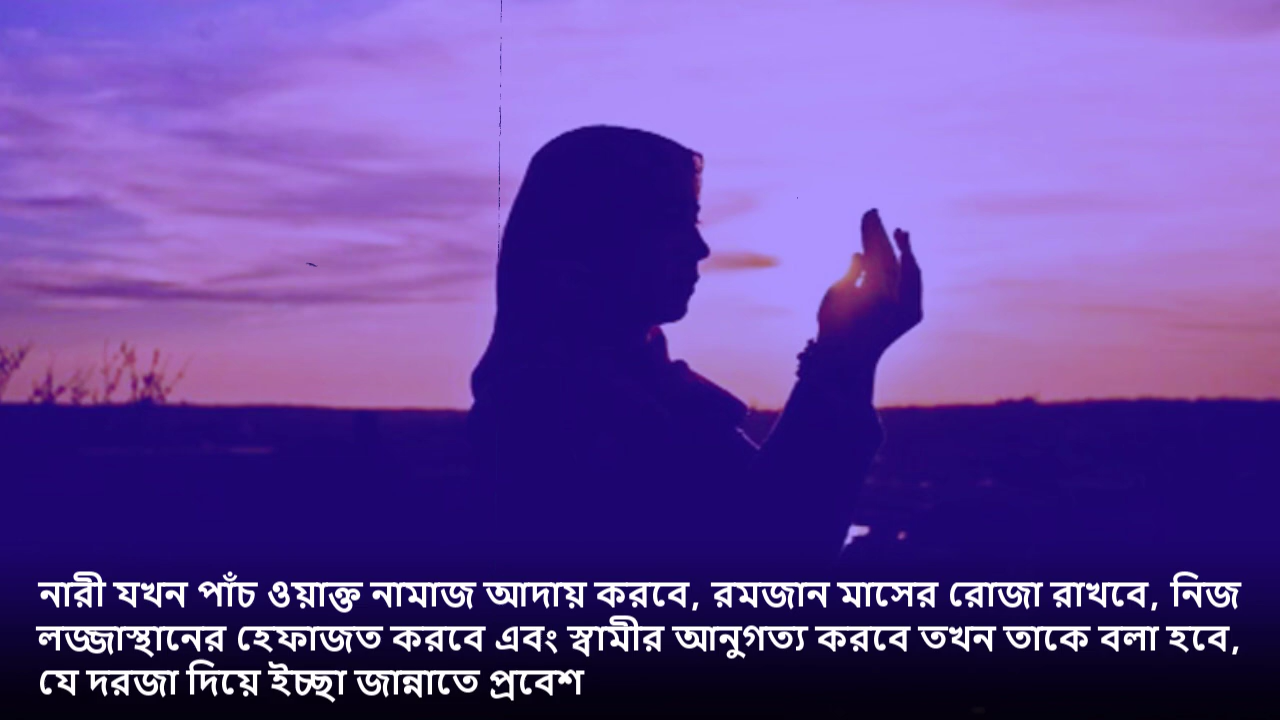 নারী যখন পাঁচ ওয়াক্ত নামাজ আদায় করবে, রমজান মাসের রোজা রাখবে, নিজ
লজ্জাস্থানের হেফাজত করবে এবং স্বামীর আনুগত্য করবে তখন তাকে বলা হবে,
যে দরজা দিয়ে ইচ্ছা জান্নাতে প্রবেশ